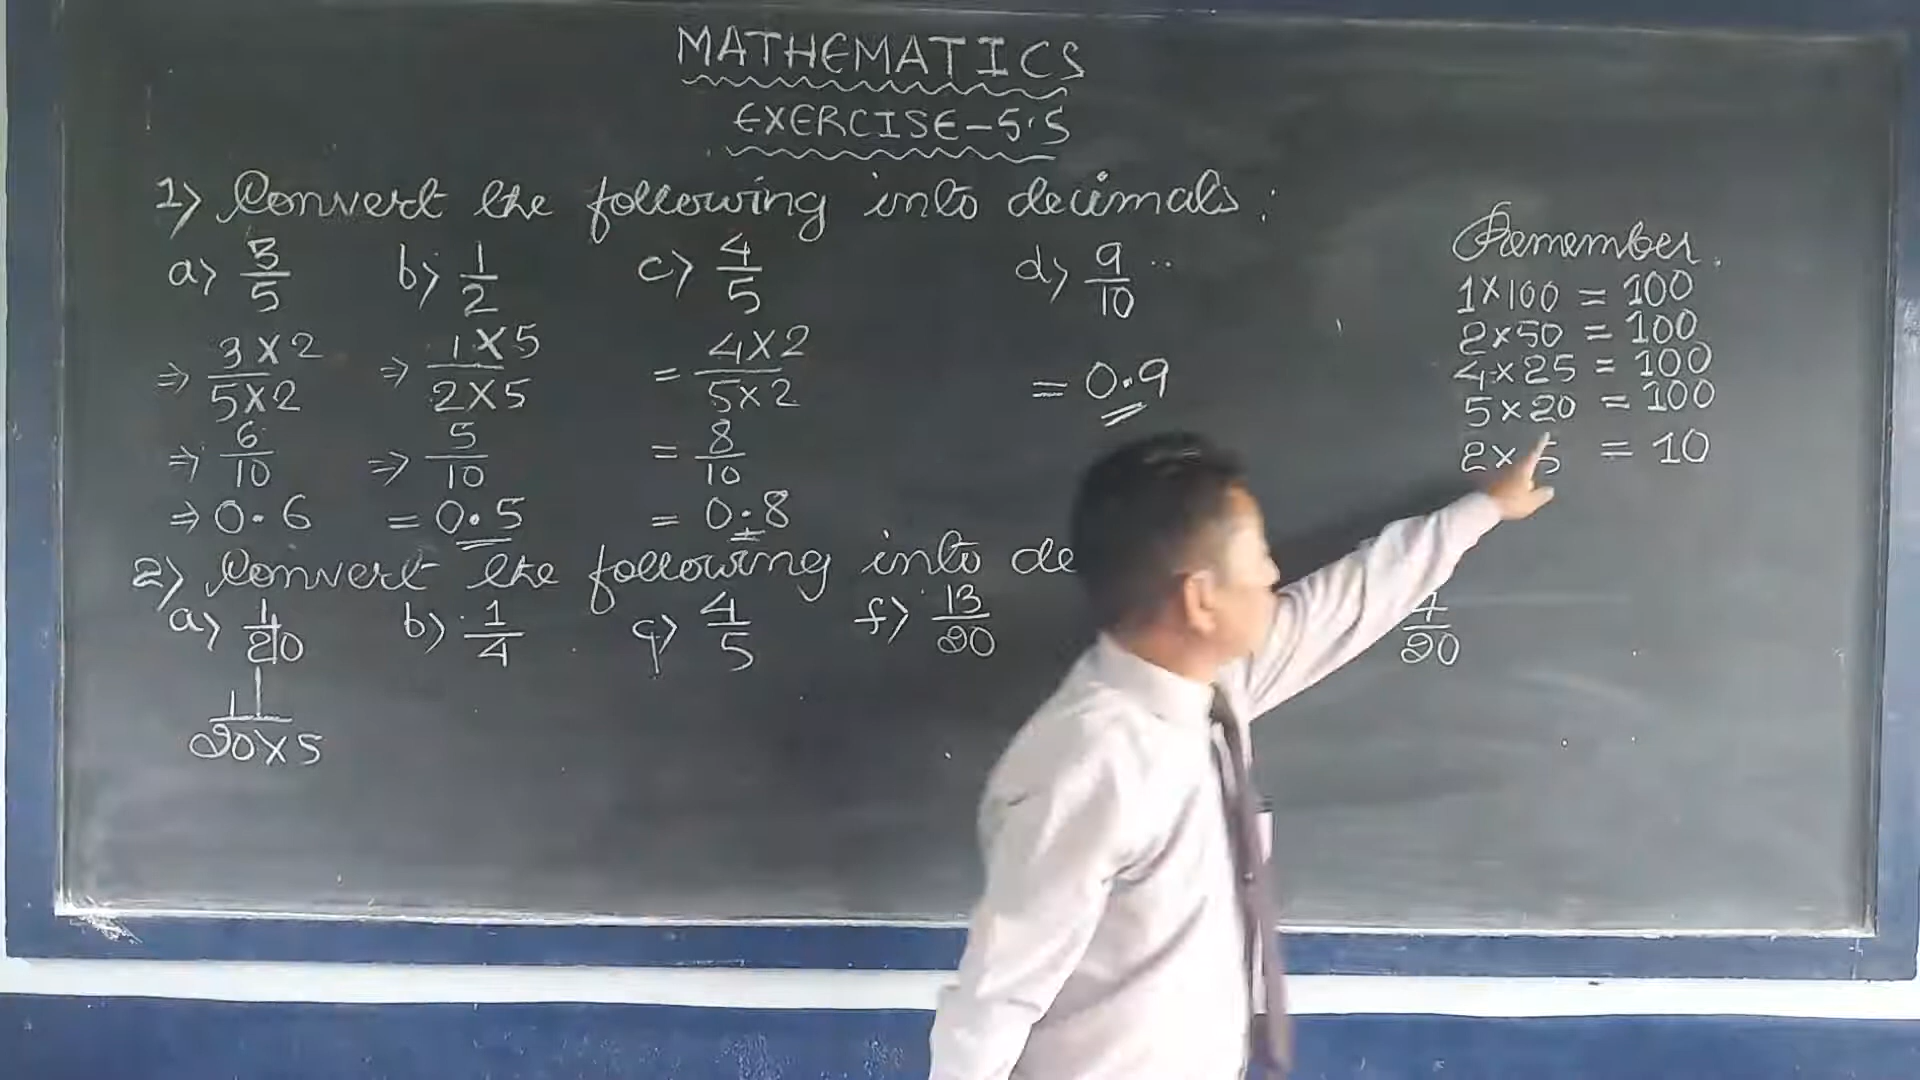 MATHEMATICS
EXERCISE-5.5
1) Convert the following into decimals:
a) 3/5 b) 1/2 c) 4/5 d) 9/10
⇒ 3×2/5×2 ⇒ 1×5/2×5 = 4×2/5×2 = 0.9
⇒ 6/10 ⇒ 5/10 = 8/10
⇒ 0.6 = 0.5 = 0.8
2) Convert the following into de
a) 1/20 b) 1/4 c) 4/5 f) 13/20 /20
1/20×5
Remember.
1×100 = 100
2×50 = 100
4×25 = 100
5×20 = 100
2×5 = 10